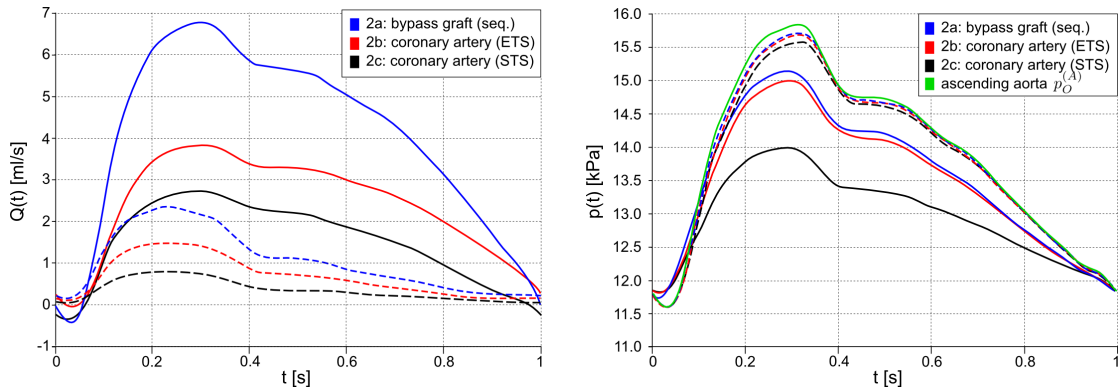 7
6
5
4
3
2
1
0
-1
Q(t) [ml/s]
0
0.2
0.4
0.6
0.8
1
t [s]
2a: bypass graft (seq.)
2b: coronary artery (ETS)
2c: coronary artery (STS)
16.0
15.5
15.0
14.5
14.0
13.5
13.0
12.5
12.0
11.5
11.0
p(t) [kPa]
0
0.2
0.4
0.6
0.8
1
t [s]
2a: bypass graft (seq.)
2b: coronary artery (ETS)
2c: coronary artery (STS)
ascending aorta p_O^(A)